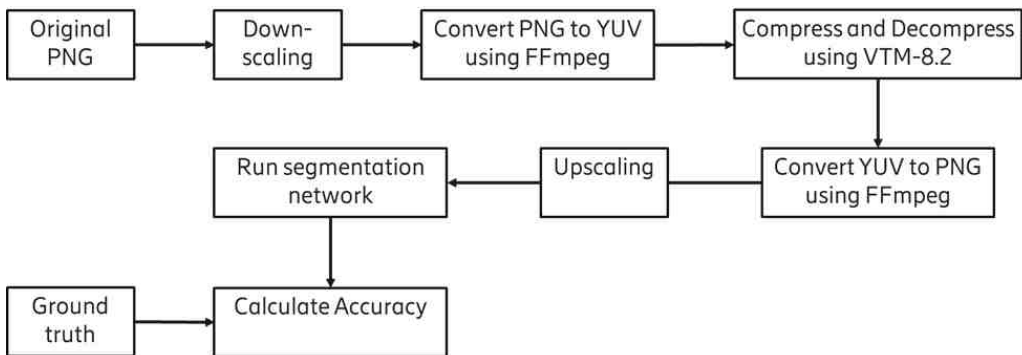 Original
PNG
Down-
scaling
Convert PNG to YUV
using FFmpeg
Compress and Decompress
using VTM-8.2
Convert YUV to PNG
using FFmpeg
Upscaling
Run segmentation
network
Ground
truth
Calculate Accuracy